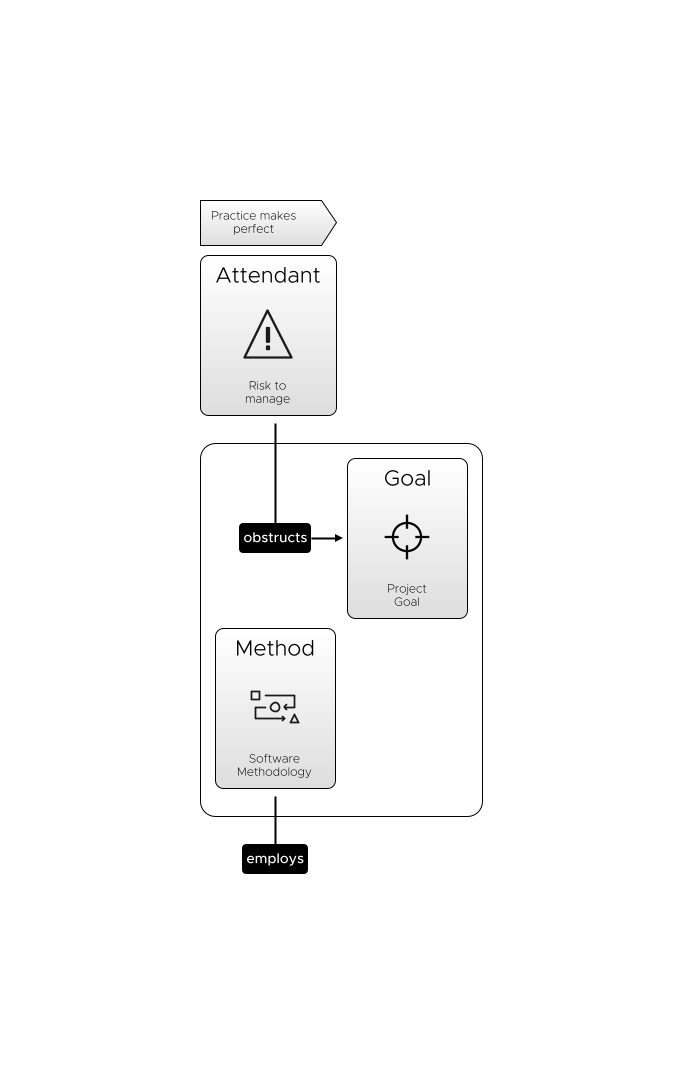 Practice makes
perfect
Attendant
Risk to
manage
Goal
obstructs
Project
Goal
Method
Software
Methodology
employs